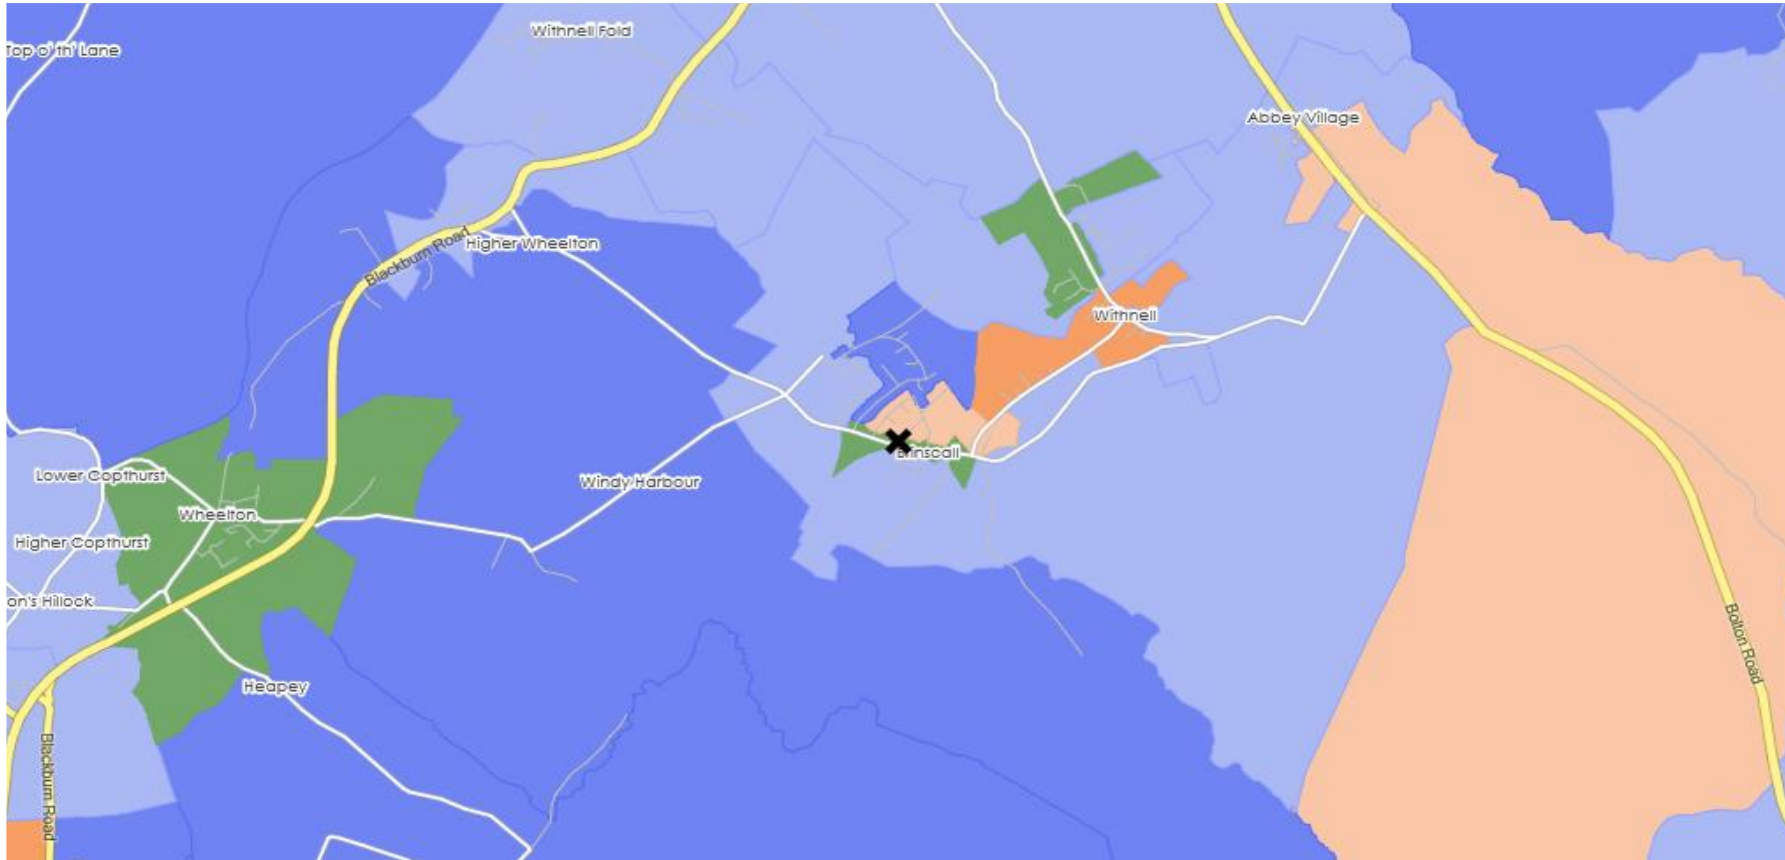 Withnell Fold
Top o' th' Lane
Abbey Village
Blackburn Road
Higher Wheelton
Withnell
Brinscall
Lower Copthurst
Windy Harbour
Wheelton
Higher Copthurst
on's Hillock
Bolton Road
Heapey
Blackburn Road